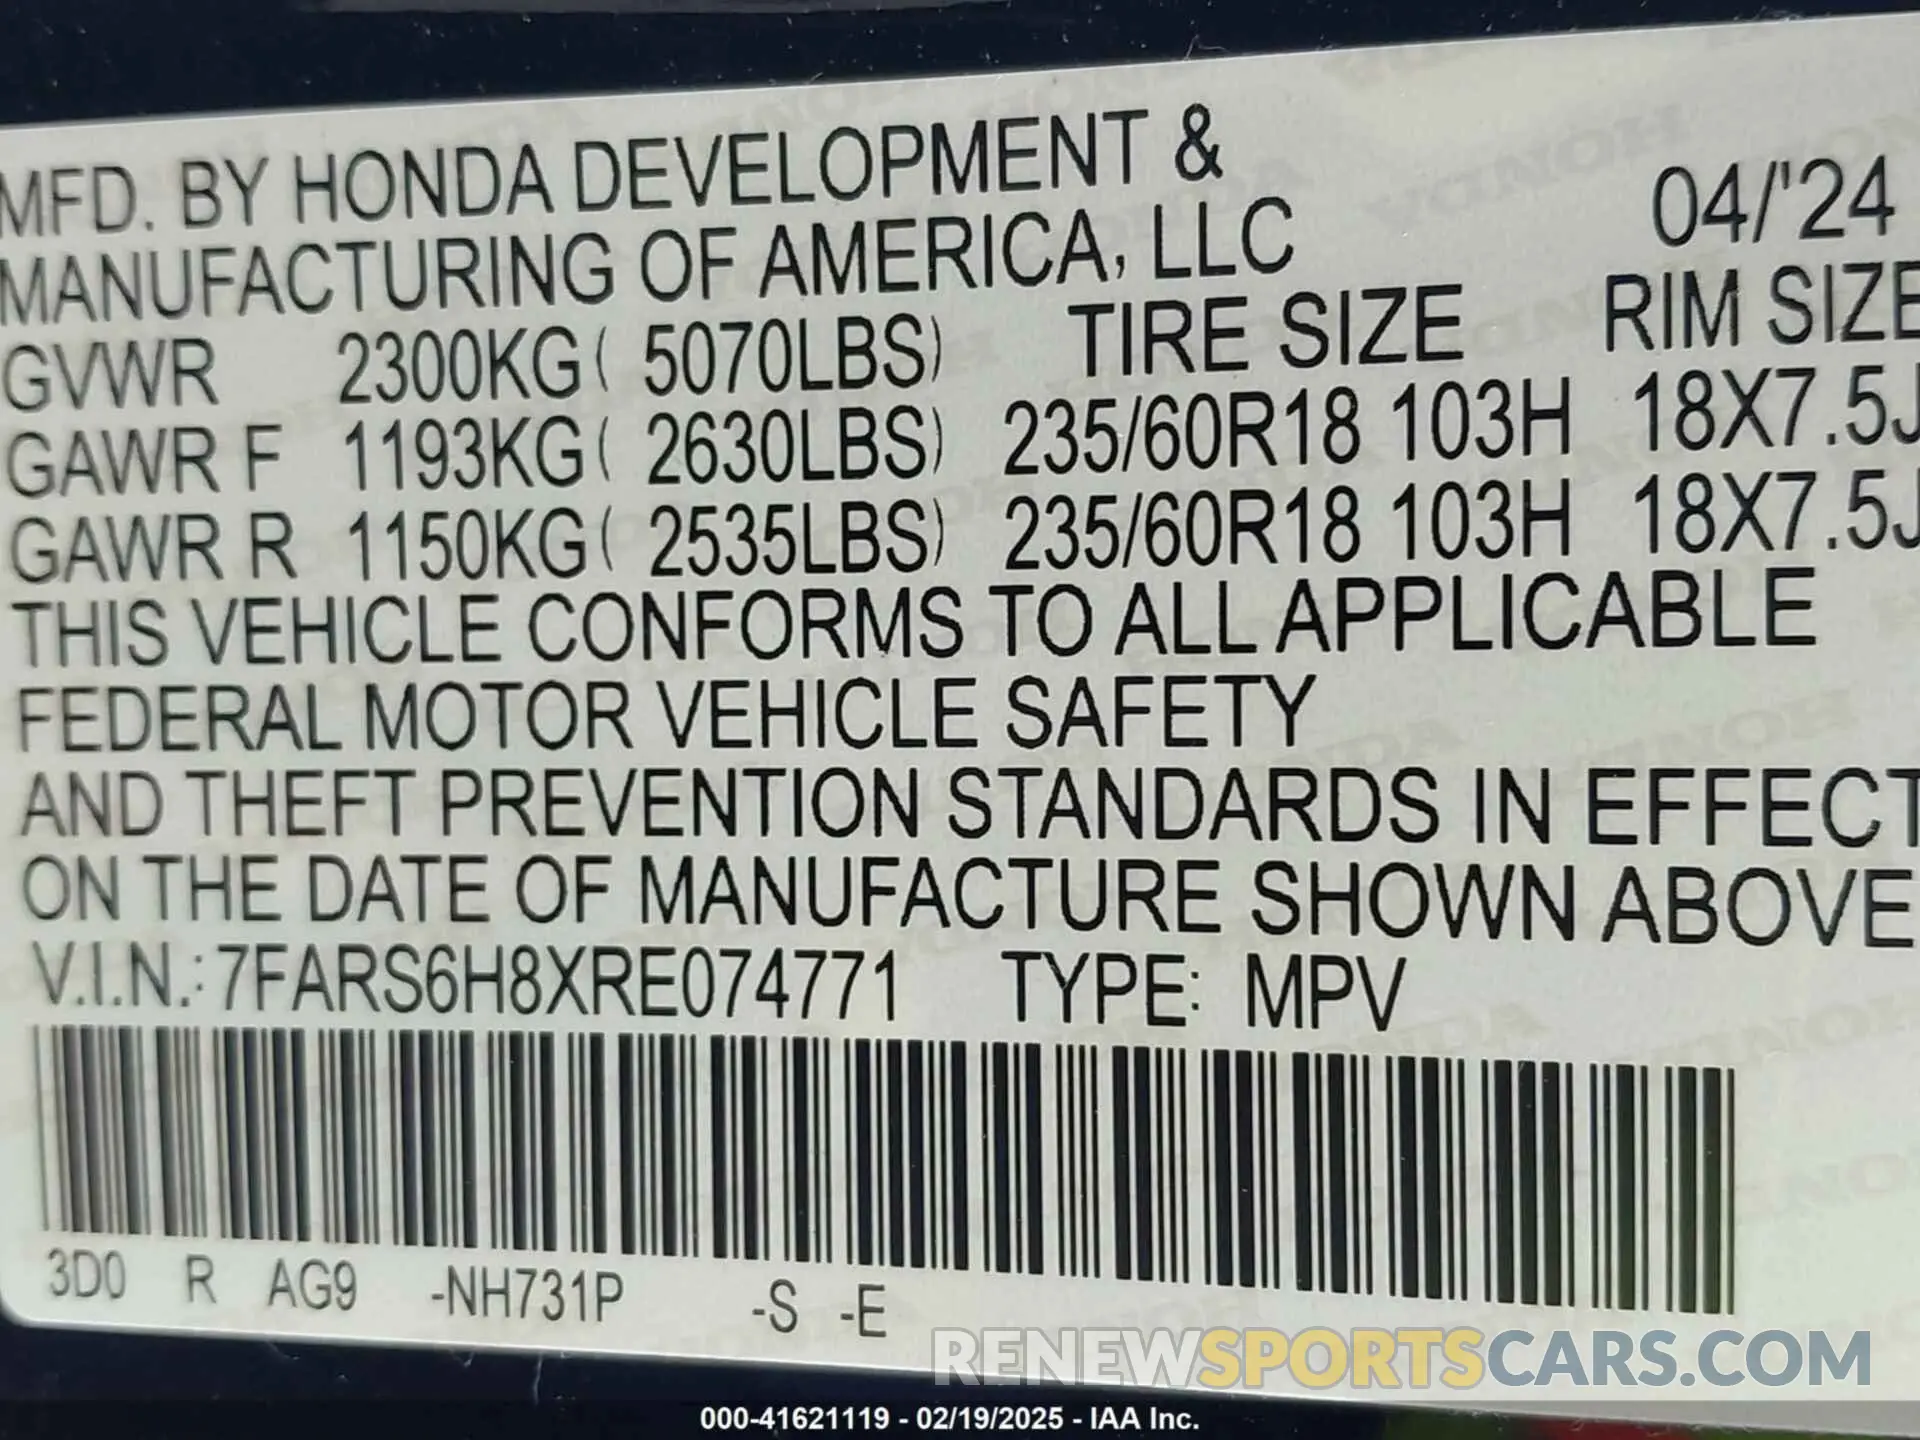 MFD. BY HONDA DEVELOPMENT &
MANUFACTURING OF AMERICA, LLC 04/'24
GVWR 2300KG( 5070LBS) TIRE SIZE RIM SIZE
GAWR F 1193KG( 2630LBS) 235/60R18 103H 18X7.5J
GAWR R 1150KG( 2535LBS) 235/60R18 103H 18X7.5J
THIS VEHICLE CONFORMS TO ALL APPLICABLE
FEDERAL MOTOR VEHICLE SAFETY
AND THEFT PREVENTION STANDARDS IN EFFECT
ON THE DATE OF MANUFACTURE SHOWN ABOVE
V.I.N.: 7FARS6H8XRE074771 TYPE: MPV
3D0 R AG9 -NH731P -S -E
RENEWSPORTSCARS.COM
000-41621119 - 02/19/2025 - IAA Inc.